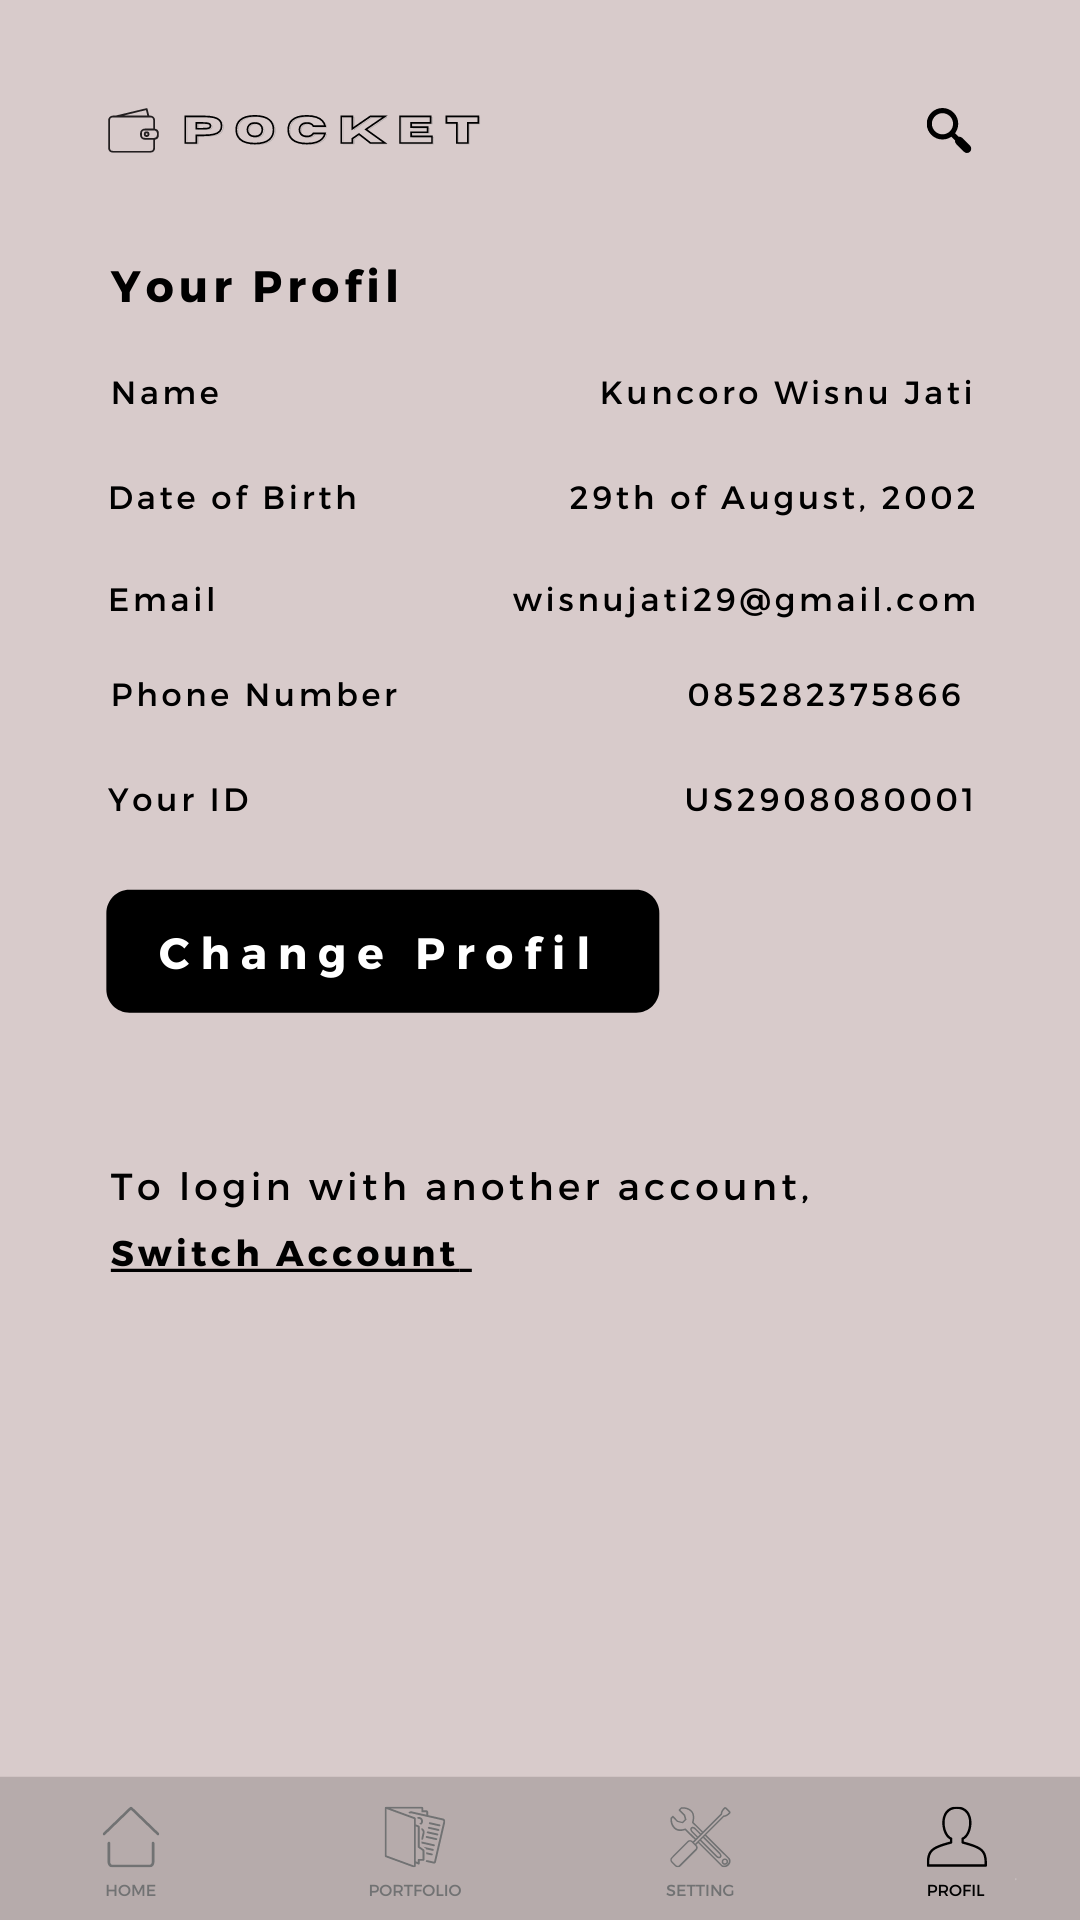 POCKET
Your Profil
Name Kuncoro Wisnu Jati
Date of Birth 29th of August, 2002
Email wisnujati29@gmail.com
Phone Number 085282375866
Your ID US2908080001
Change Profil
To login with another account,
Switch Account
HOME PORTFOLIO SETTING PROFIL